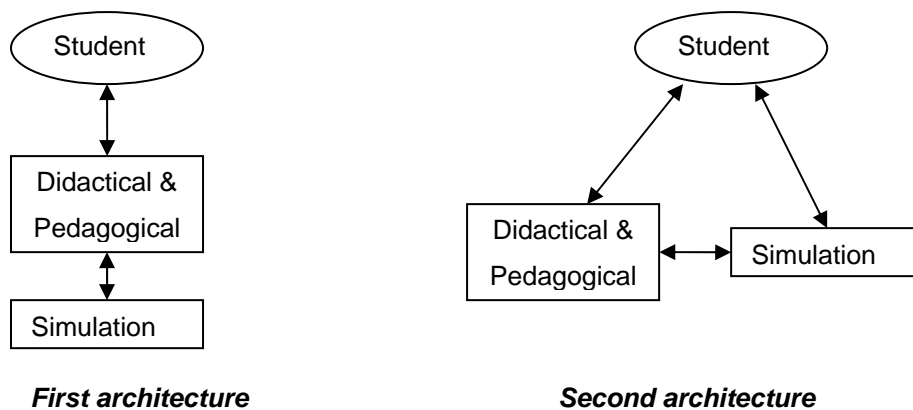 Student
Didactical &
Pedagogical
Simulation
First architecture
Student
Didactical &
Pedagogical
Simulation
Second architecture